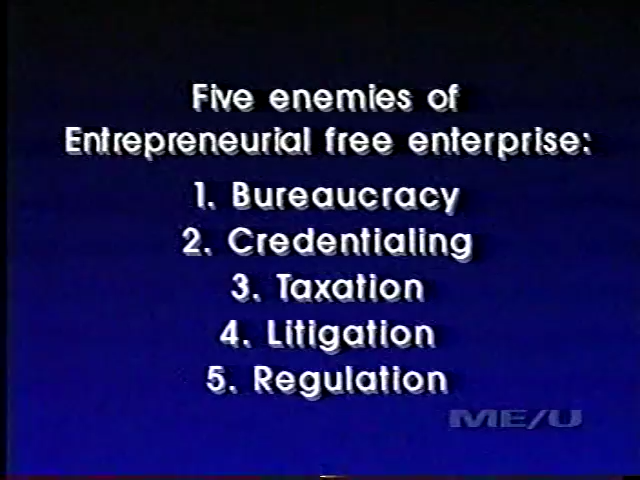 Five enemies of
Entrepreneurial free enterprise:
1. Bureaucracy
2. Credentialing
3. Taxation
4. Litigation
5. Regulation
ME/U